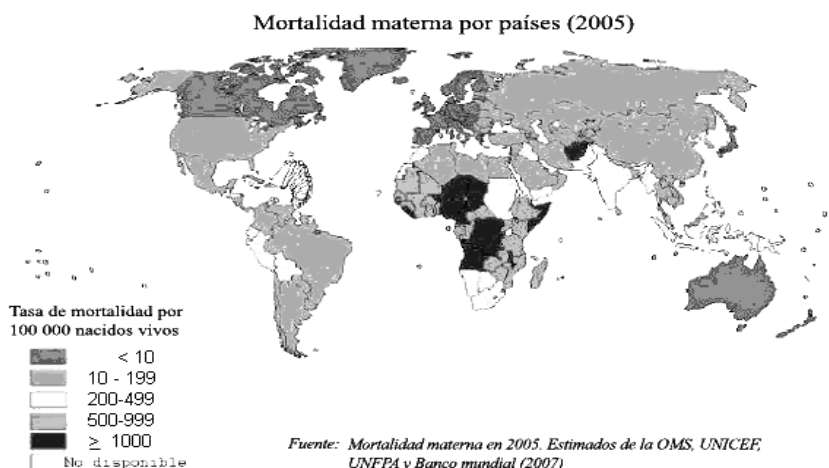 Mortalidad materna por países (2005)
Tasa de mortalidad por
100 000 nacidos vivos
< 10
10 - 199
200-499
500-999
≥ 1000
No disponible
Fuente: Mortalidad materna en 2005. Estimados de la OMS, UNICEF,
UNFPA y Banco mundial (2007)